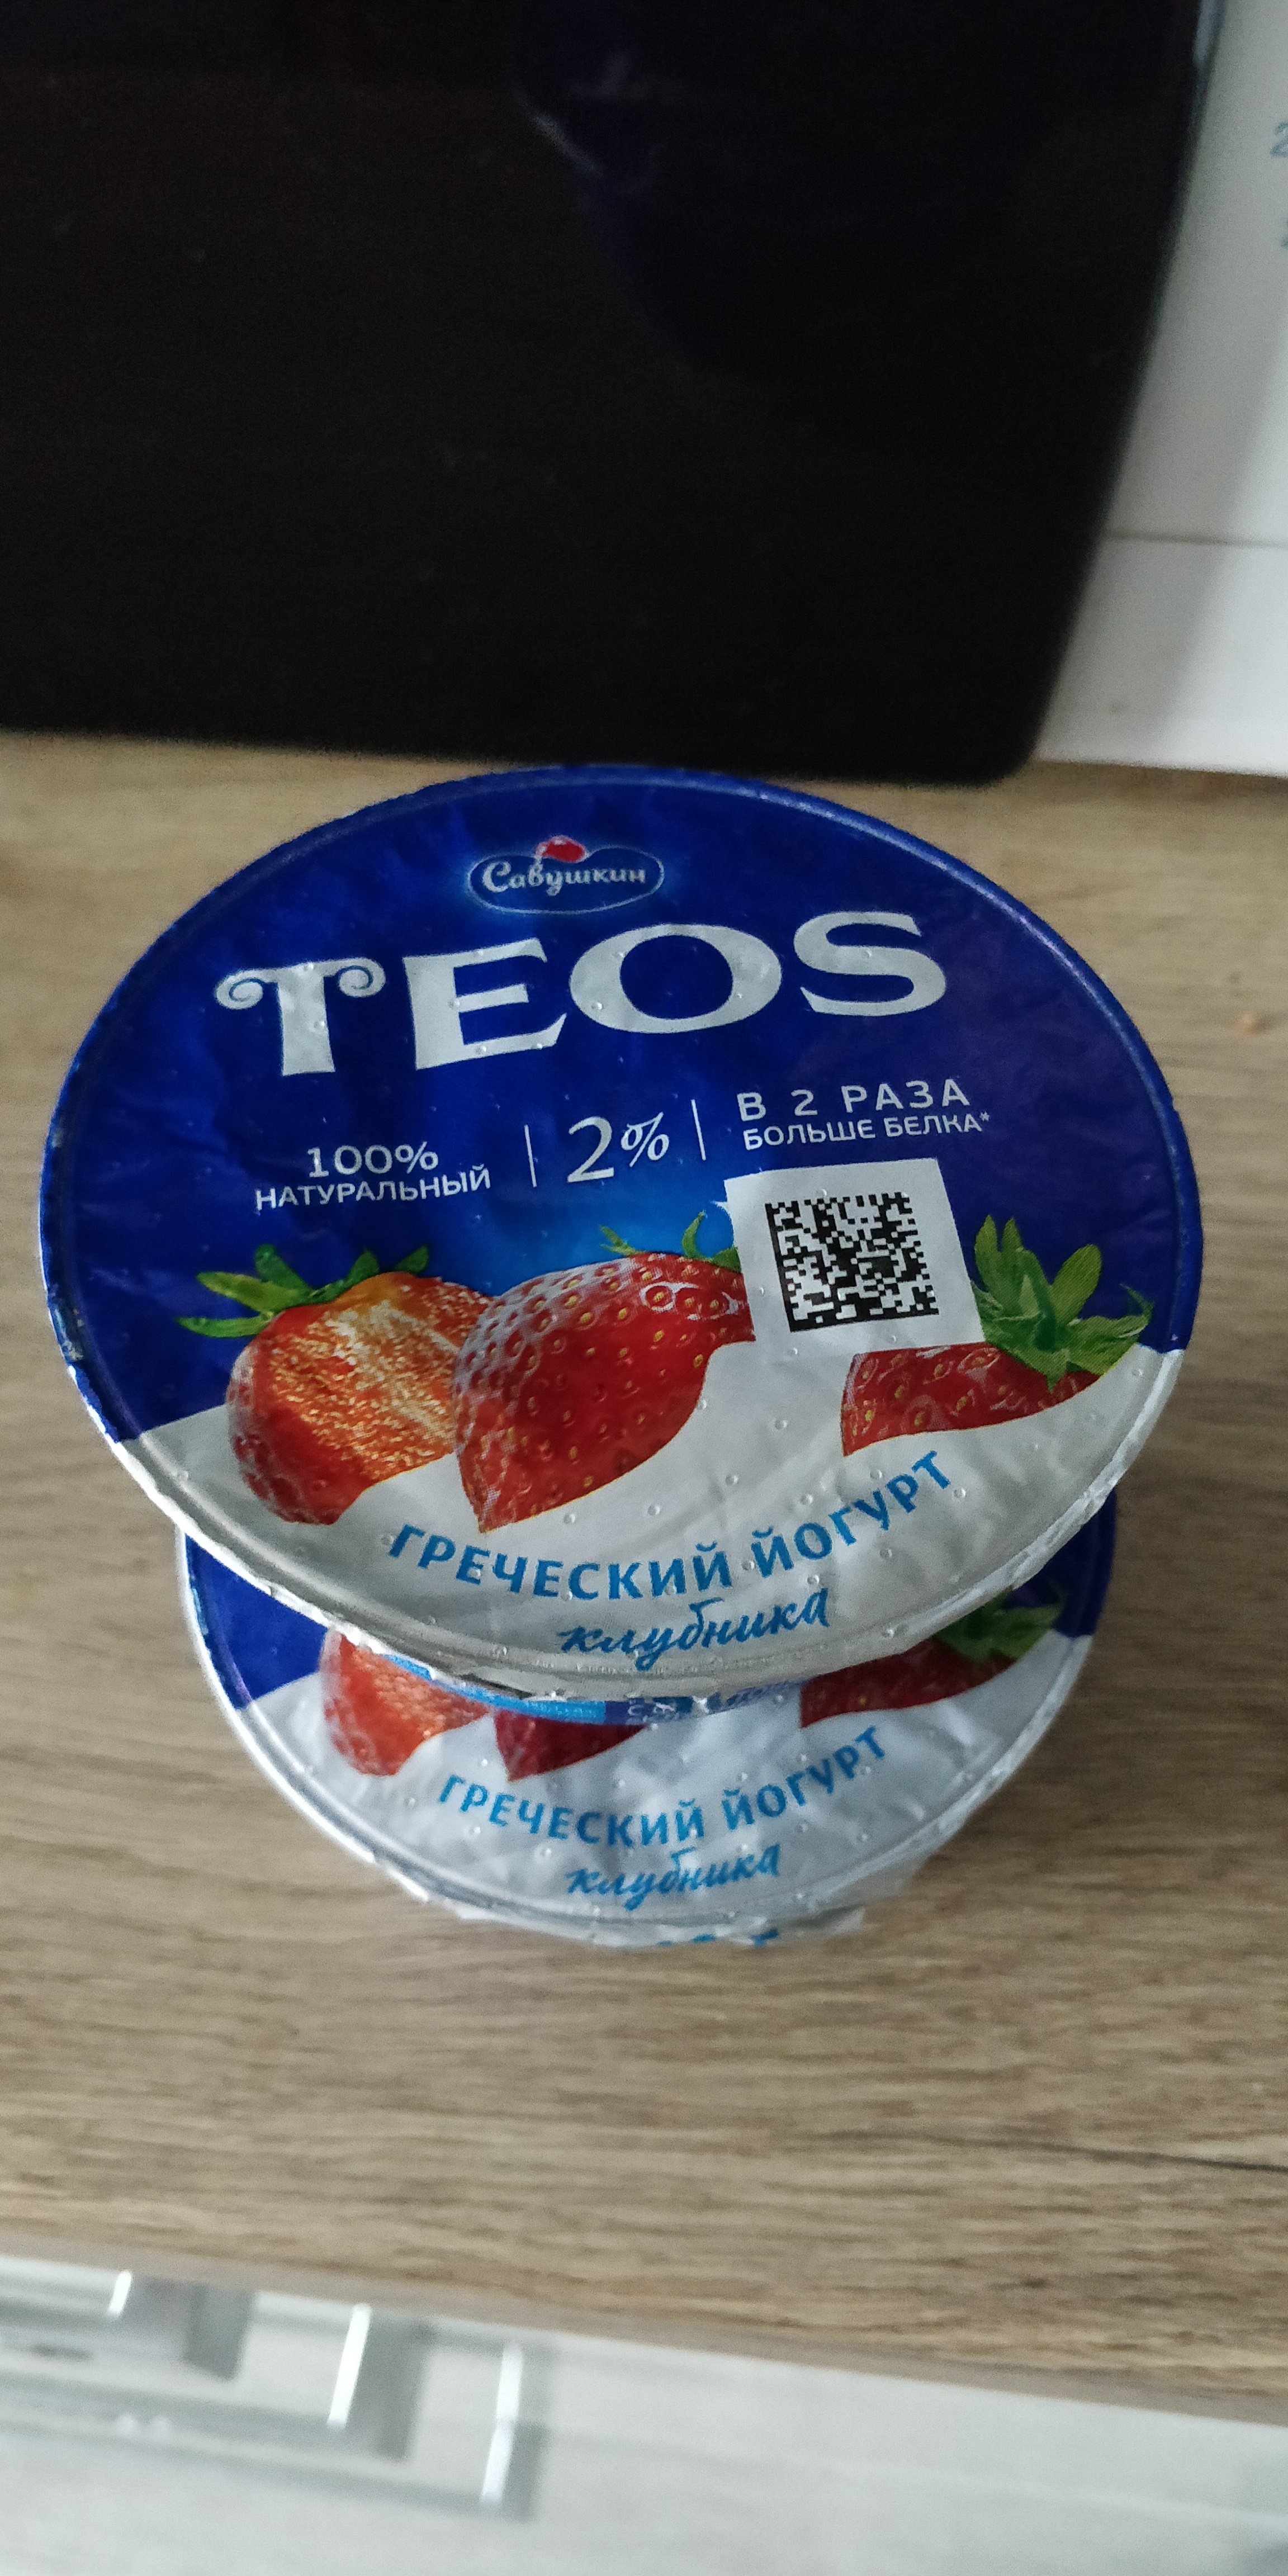 Савушкин
TEOS
100%
НАТУРАЛЬНЫЙ
2%
В 2 РАЗА
БОЛЬШЕ БЕЛКА*
ГРЕЧЕСКИЙ ЙОГУРТ
клубника
ГРЕЧЕСКИЙ ЙОГУРТ
клубника